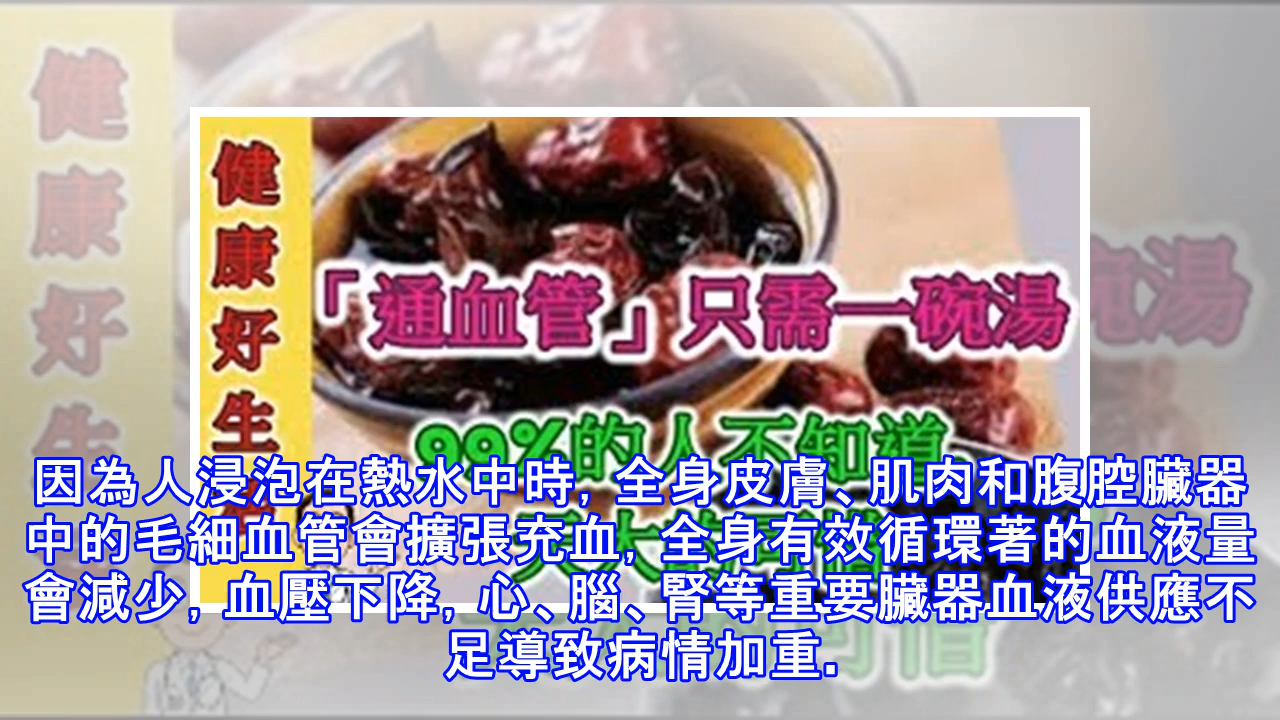 健康好生
「通血管」只需一碗湯
99%的人不知道,
因為人浸泡在熱水中時, 全身皮膚、肌肉和腹腔臟器
中的毛細血管會擴張充血, 全身有效循環著的血液量
會減少, 血壓下降, 心、腦、腎等重要臟器血液供應不
足導致病情加重.